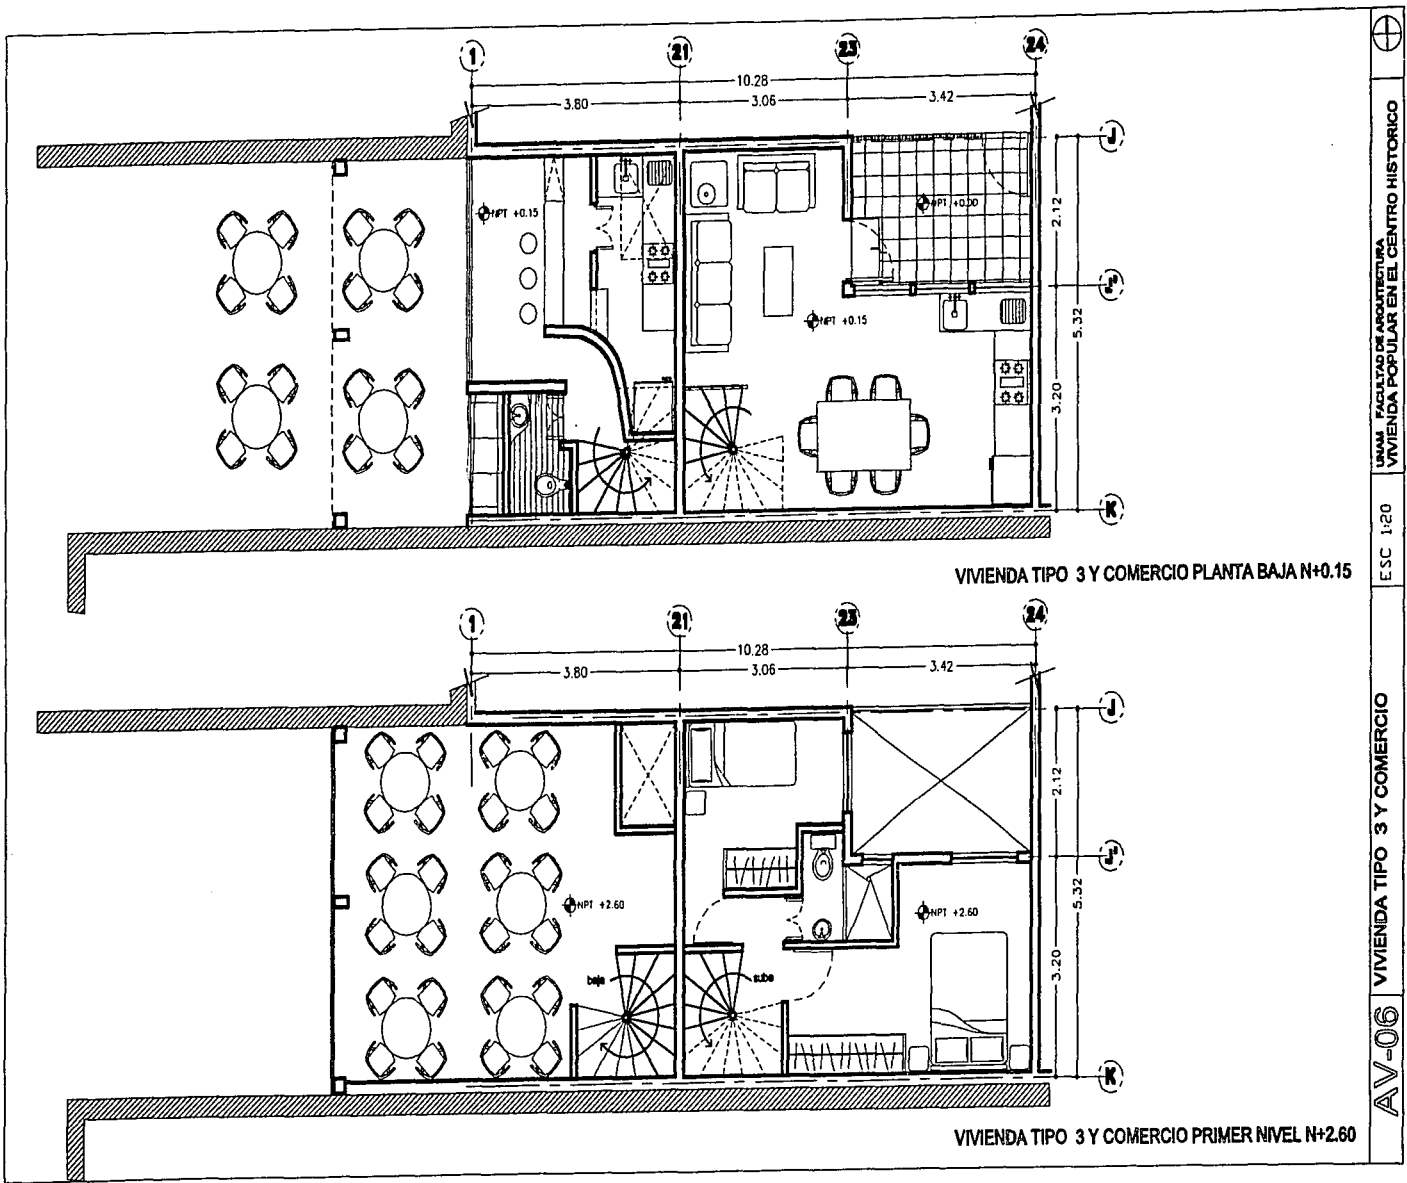 1 21 23 24
10.28
3.80 3.06 3.42
J
NPT +0.15
NPT +0.00
2.12
NPT +0.15
5.32
3.20
K
VIVIENDA TIPO 3 Y COMERCIO PLANTA BAJA N+0.15
1 21 23 24
10.28
3.80 3.06 3.42
J
2.12
NPT +2.60
NPT +2.60
5.32
3.20
baja
sube
K
VIVIENDA TIPO 3 Y COMERCIO PRIMER NIVEL N+2.60
UNAM FACULTAD DE ARQUITECTURA
VIVIENDA POPULAR EN EL CENTRO HISTORICO
ESC 1:20
VIVIENDA TIPO 3 Y COMERCIO
AV-06